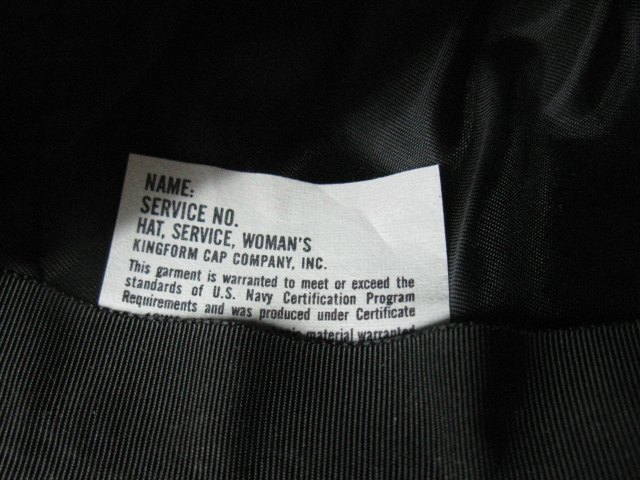 NAME:
SERVICE NO.
HAT, SERVICE, WOMAN'S
KINGFORM CAP COMPANY, INC.
This garment is warranted to meet or exceed the
standards of U.S. Navy Certification Program
Requirements and was produced under Certificate
material warranted